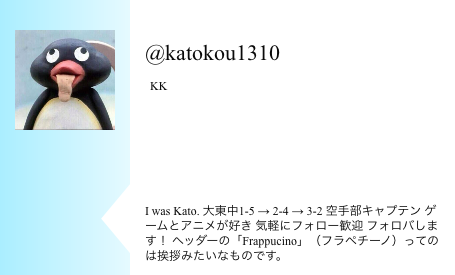 @katokou1310
KK
I was Kato. 大東中1-5 → 2-4 → 3-2 空手部キャプテン ゲ
ームとアニメが好き 気軽にフォロー歓迎 フォロバしま
す！ ヘッダーの「Frappucino」（フラペチーノ）っての
は挨拶みたいなものです。